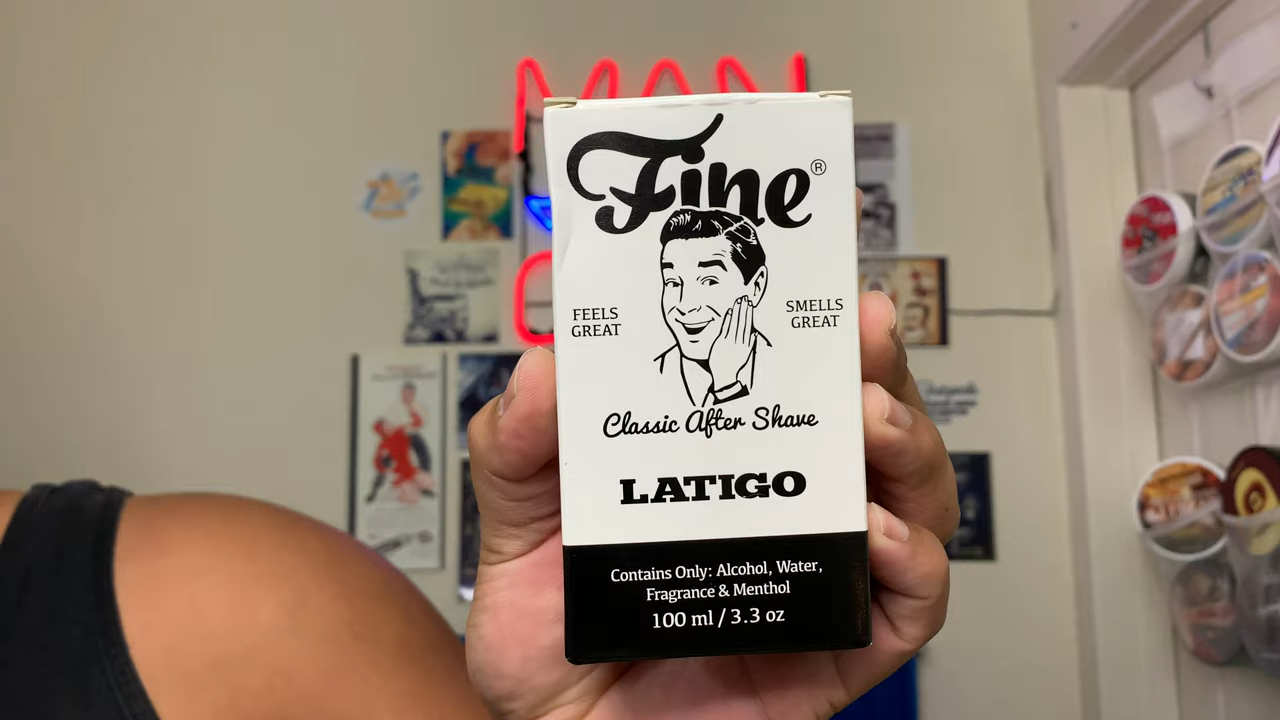 MAN
Fine®
FEELS
GREAT
SMELLS
GREAT
Classic After Shave
LATIGO
Contains Only: Alcohol, Water,
Fragrance & Menthol
100 ml / 3.3 oz